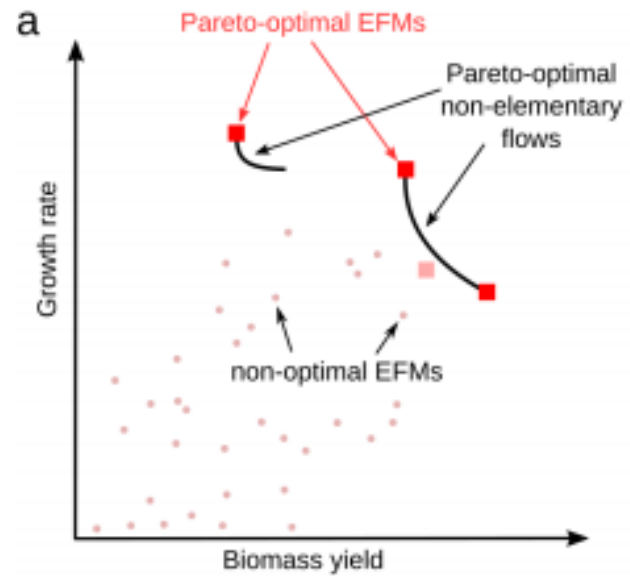 a
Pareto-optimal EFMs
Pareto-optimal
non-elementary
flows
Growth rate
non-optimal EFMs
Biomass yield